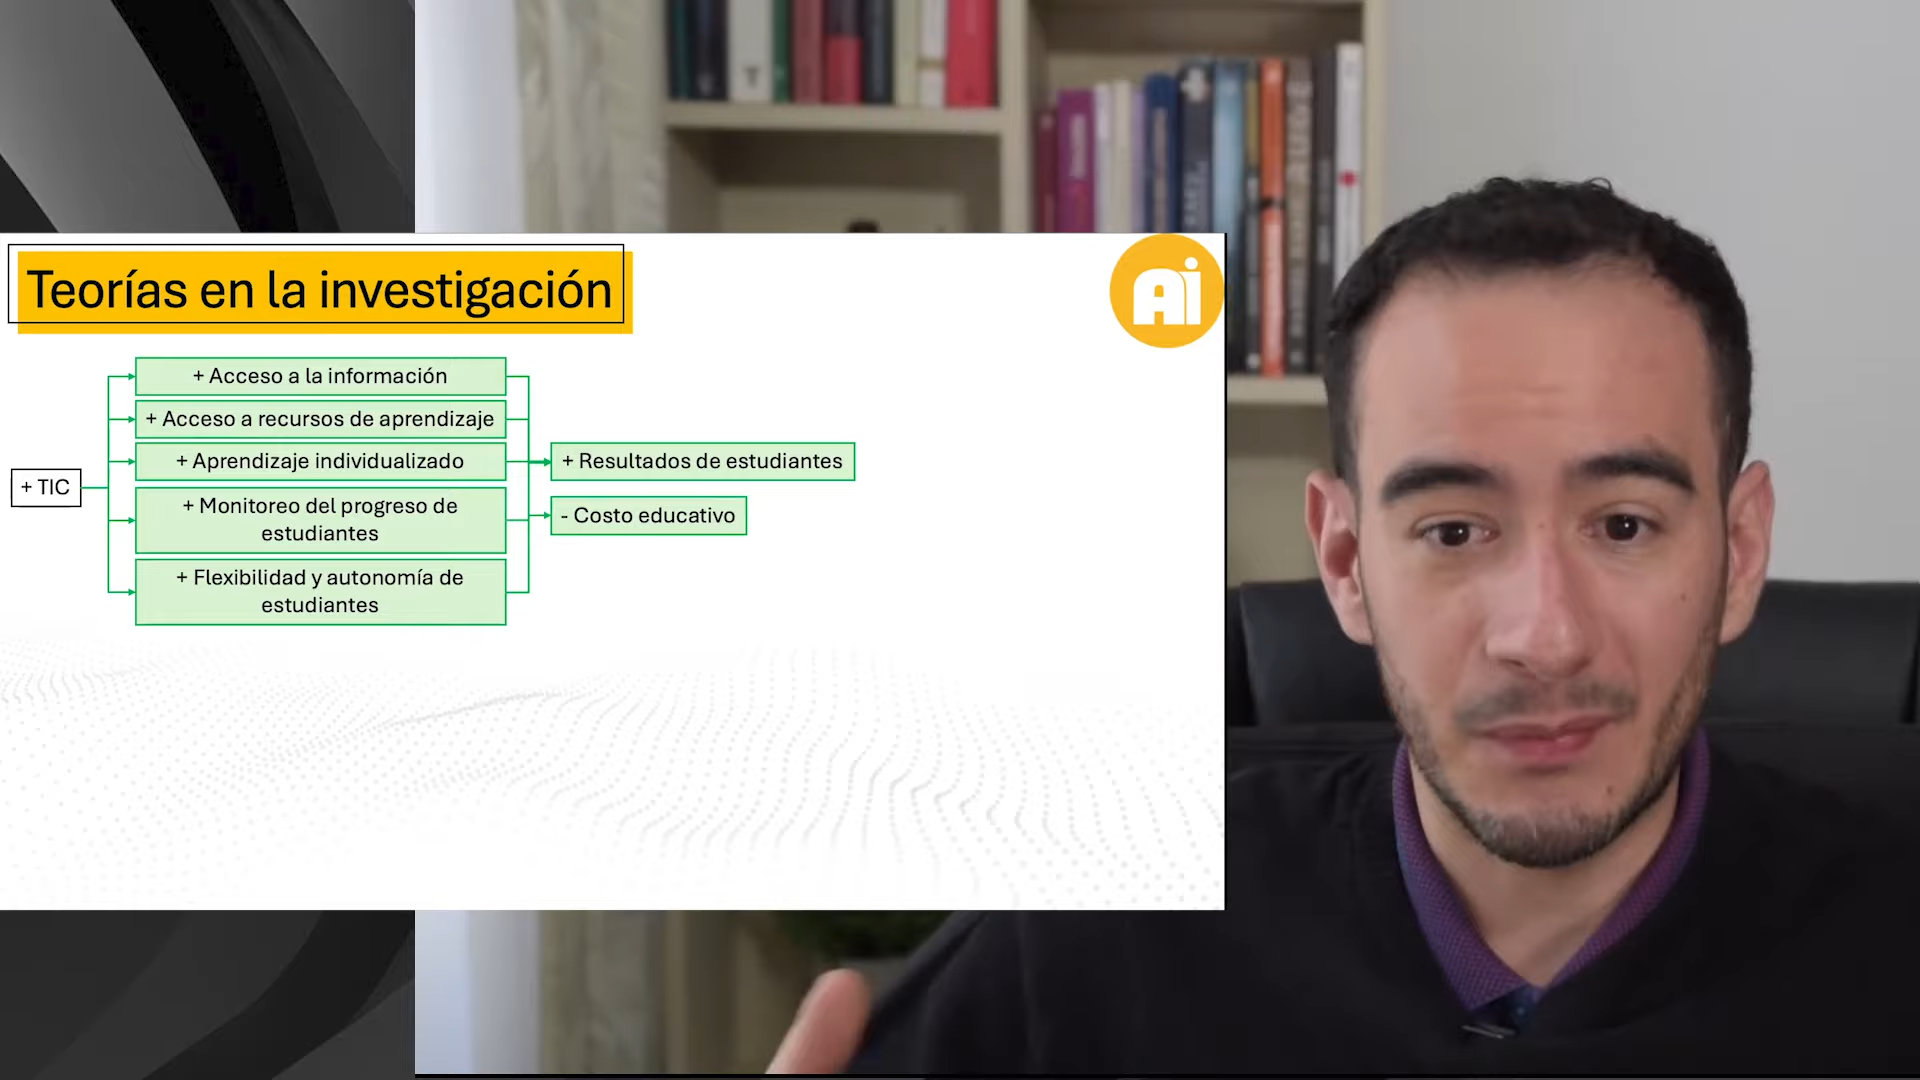 Teorías en la investigación
Ai
+ Acceso a la información
+ Acceso a recursos de aprendizaje
+ Aprendizaje individualizado
+ TIC
+ Monitoreo del progreso de
estudiantes
+ Flexibilidad y autonomía de
estudiantes
+ Resultados de estudiantes
- Costo educativo